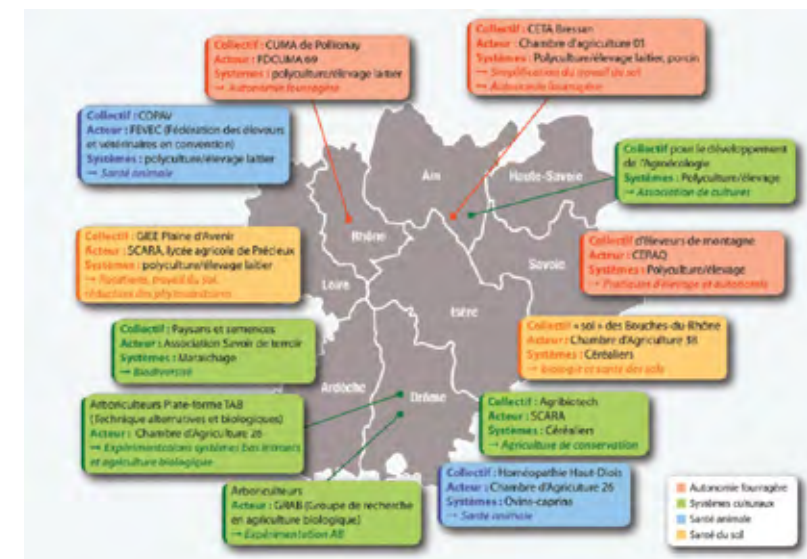 Collectif : CUMA de Pollionay
Acteur : FDCUMA 69
Systèmes : polyculture/élevage laitier
→ Autonomie fourragère
Collectif : CETA Bressan
Acteur : Chambre d'agriculture 01
Systèmes : Polyculture/élevage laitier, porcin
→ Simplification du travail du sol
→ Autonomie fourragère
Collectif : COPAV
Acteur : FEVEC (Fédération des éleveurs
et vétérinaires en convention)
Systèmes : polyculture/élevage laitier
→ Santé animale
Collectif pour le développement
de l'Agroécologie
Systèmes : Polyculture/élevage
→ Association de cultures
Ain
Haute-Savoie
Rhône
Collectif : GIEE Plaine d'Avenir
Acteur : SCARA, lycée agricole de Précieux
Systèmes : polyculture/élevage laitier
→ Rotations, travail du sol,
réduction des phytosanitaires
Collectif d'éleveurs de montagne
Acteur : CERAQ
Systèmes : Polyculture/élevage
→ Pratiques d'élevage et autonomie
Savoie
Loire
Isère
Collectif : Paysans et semences
Acteur : Association Savoir de terroir
Systèmes : Maraichage
→ Biodiversité
Collectif « sol » des Bouches-du-Rhône
Acteur : Chambre d'Agriculture 38
Systèmes : Céréaliers
→ biologie et santé des sols
Ardèche
Drôme
Arboriculteurs Plate-forme TAB
(Technique alternatives et biologiques)
Acteur : Chambre d'Agriculture 26
→ Expérimentations systèmes bas intrants
et agriculture biologique
Collectif : Agribiotech
Acteur : SCARA
Systèmes : Céréaliers
→ Agriculture de conservation
Arboriculteurs
Acteur : GRAB (Groupe de recherche
en agriculture biologique)
→ Expérimentation AB
Collectif : Homéopathie Haut-Diois
Acteur : Chambre d'Agriculture 26
Systèmes : Ovins-caprins
→ Santé animale
Autonomie fourragère
Systèmes culturaux
Santé animale
Santé du sol